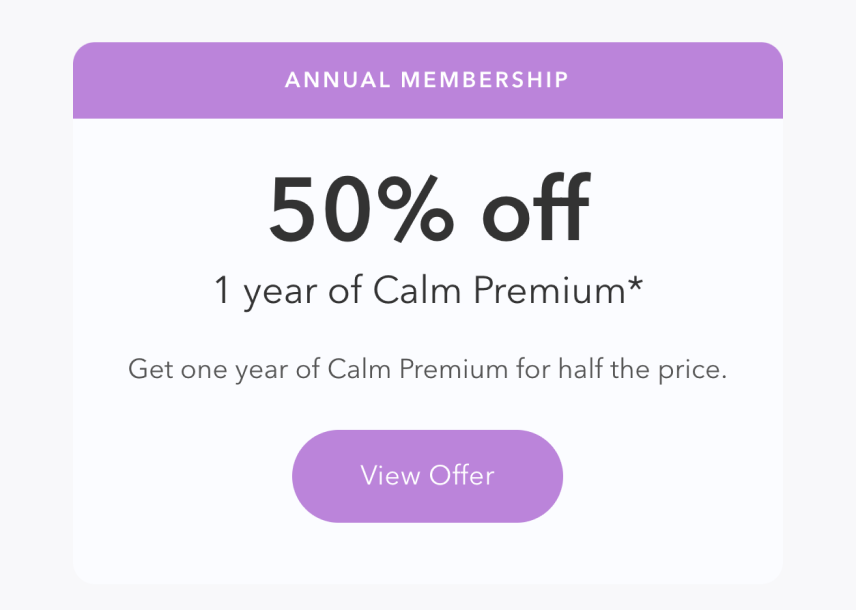 ANNUAL MEMBERSHIP
50% off
1 year of Calm Premium*
Get one year of Calm Premium for half the price.
View Offer